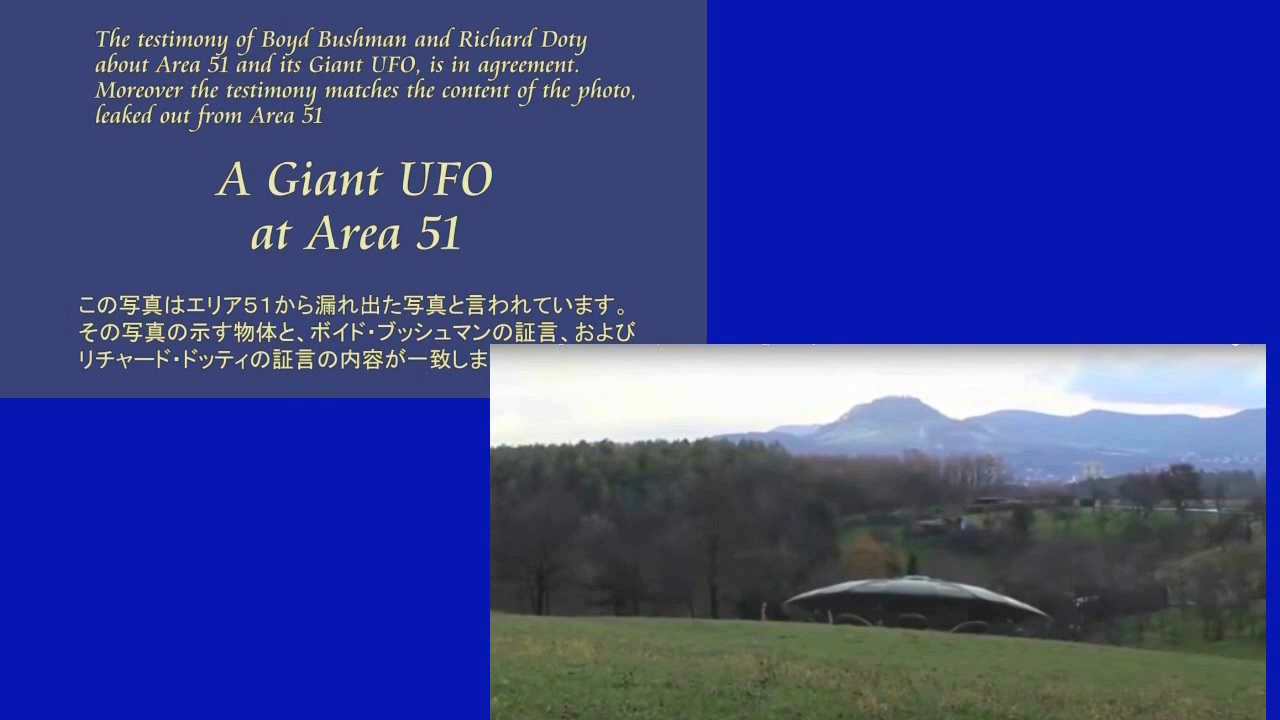 The testimony of Boyd Bushman and Richard Doty
about Area 51 and its Giant UFO, is in agreement.
Moreover the testimony matches the content of the photo,
leaked out from Area 51
A Giant UFO
at Area 51
この写真はエリア５１から漏れ出た写真と言われています。
その写真の示す物体と、ボイド・ブッシュマンの証言、および
リチャード・ドッティの証言の内容が一致しま